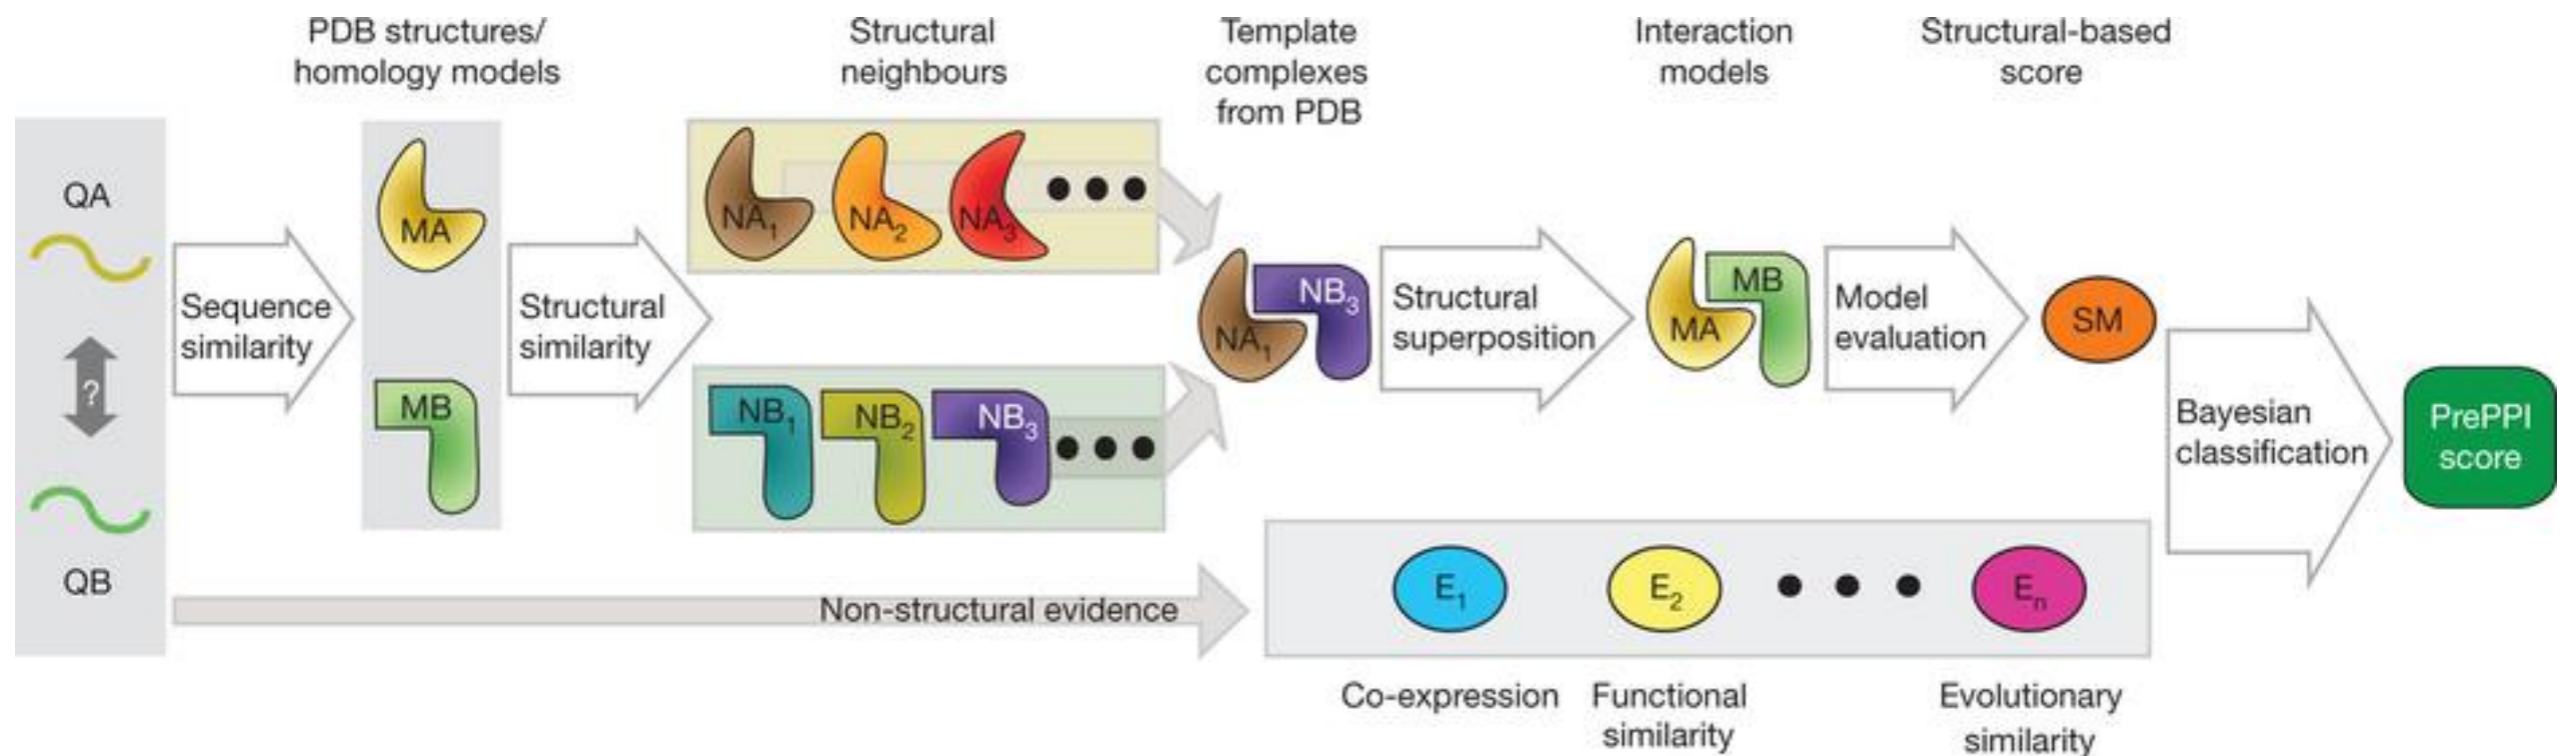 PDB structures/
homology models
Structural
neighbours
Template
complexes
from PDB
Interaction
models
Structural-based
score
QA
?
QB
Sequence
similarity
MA
MB
Structural
similarity
NA1
NA2
NA3
NB1
NB2
NB3
NA1
NB3
Structural
superposition
MA
MB
Model
evaluation
SM
Bayesian
classification
PrePPI
score
Non-structural evidence
E1
E2
En
Co-expression
Functional
similarity
Evolutionary
similarity